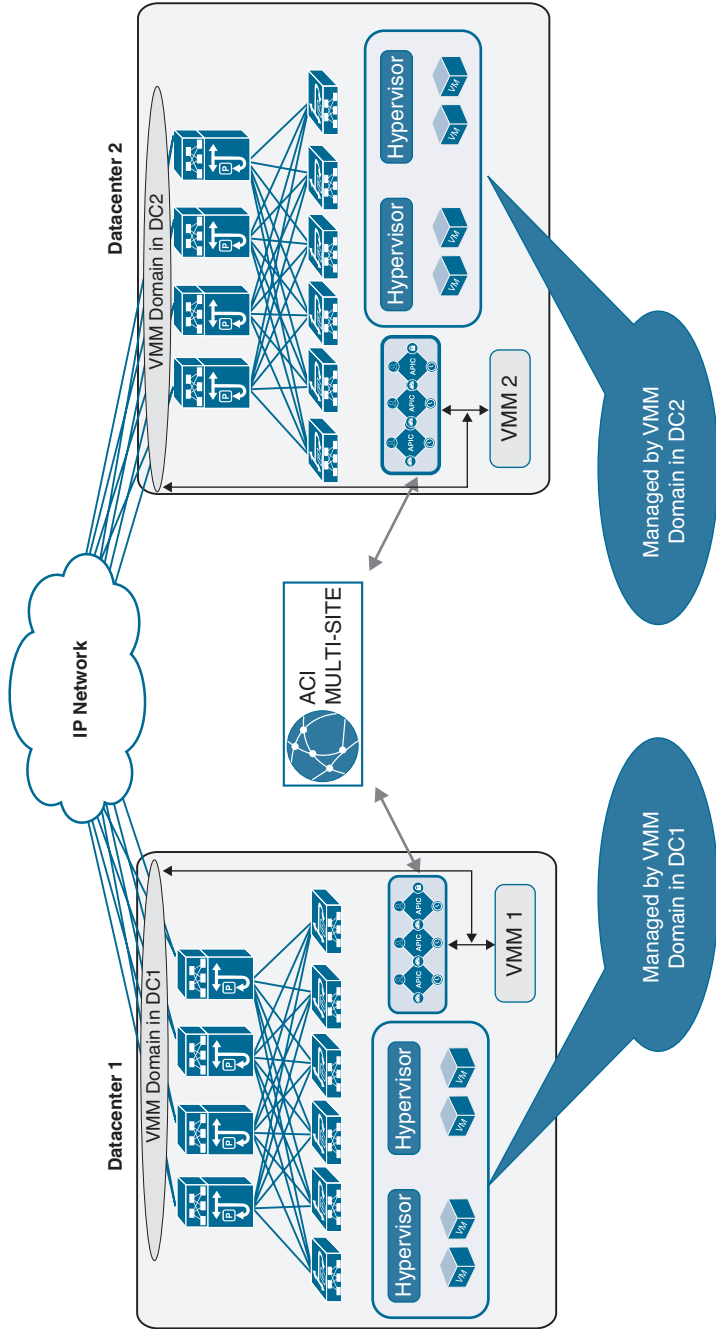 IP Network
Datacenter 1
VMM Domain in DC1
Datacenter 2
VMM Domain in DC2
ACI
MULTI-SITE
Hypervisor
Hypervisor
VM
VM
VM
VM
APIC
APIC
APIC
VMM 1
APIC
APIC
APIC
VMM 2
Hypervisor
Hypervisor
VM
VM
VM
VM
Managed by VMM
Domain in DC1
Managed by VMM
Domain in DC2
P
P
P
P
P
P
P
P